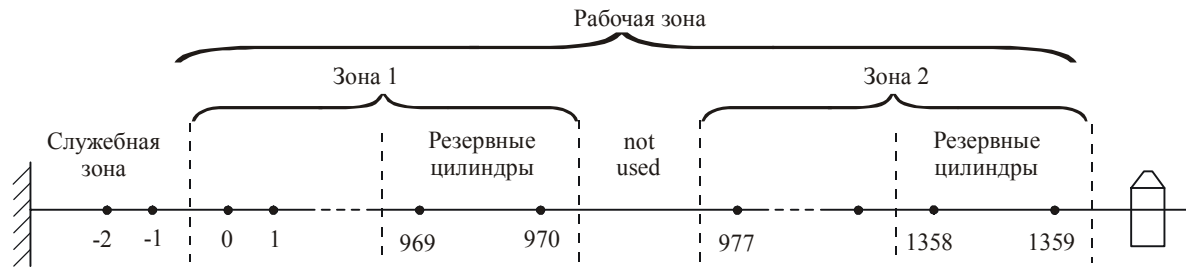 Рабочая зона
Зона 1
Зона 2
Служебная
зона
Резервные
цилиндры
not
used
Резервные
цилиндры
-2 -1 0 1 969 970 977 1358 1359